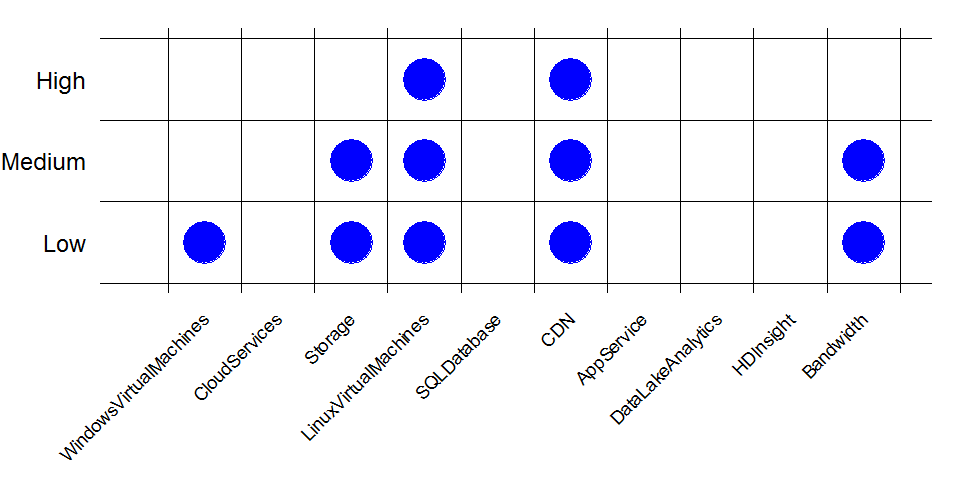 High
Medium
Low
WindowsVirtualMachines
CloudServices
Storage
LinuxVirtualMachines
SQLDatabase
CDN
AppService
DataLakeAnalytics
HDInsight
Bandwidth